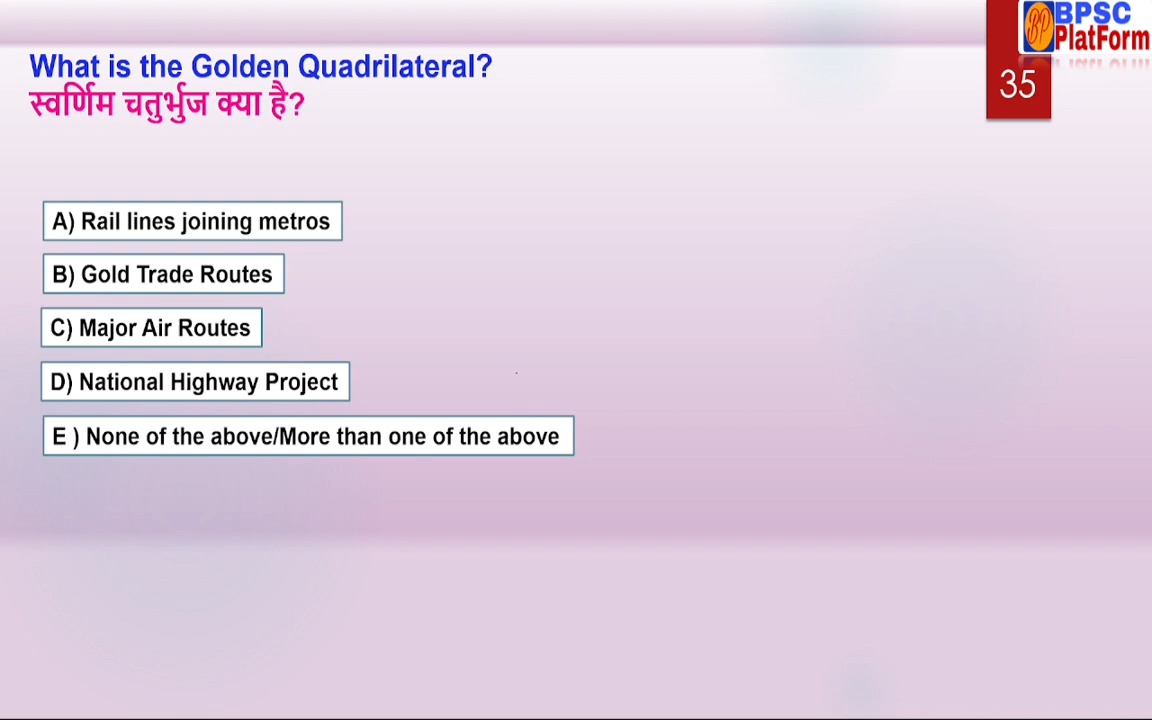 BPSC
PlatForm
35
What is the Golden Quadrilateral?
स्वर्णिम चतुर्भुज क्या है?
A) Rail lines joining metros
B) Gold Trade Routes
C) Major Air Routes
D) National Highway Project
E ) None of the above/More than one of the above